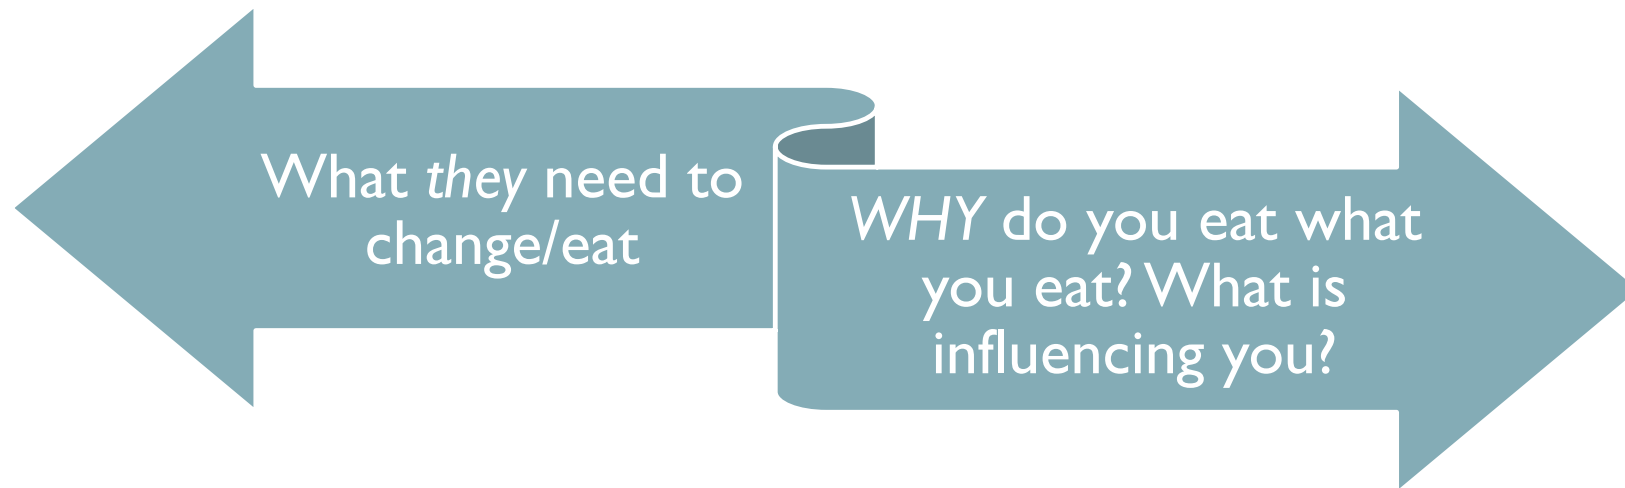 What they need to
change/eat
WHY do you eat what
you eat? What is
influencing you?